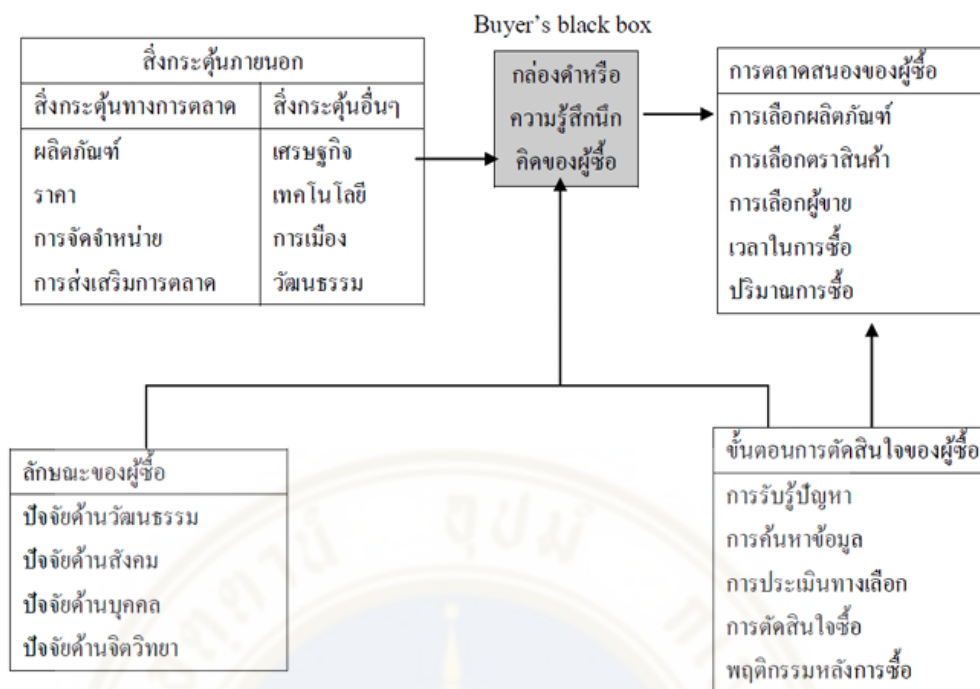 Buyer's black box
สิ่งกระตุ้นภายนอก
สิ่งกระตุ้นทางการตลาด
สิ่งกระตุ้นอื่นๆ
ผลิตภัณฑ์
เศรษฐกิจ
ราคา
เทคโนโลยี
การจัดจำหน่าย
การเมือง
การส่งเสริมการตลาด
วัฒนธรรม
กล่องดำหรือ
ความรู้สึกนึก
คิดของผู้ซื้อ
การตลาดสนองของผู้ซื้อ
การเลือกผลิตภัณฑ์
การเลือกตราสินค้า
การเลือกผู้ขาย
เวลาในการซื้อ
ปริมาณการซื้อ
ลักษณะของผู้ซื้อ
ปัจจัยด้านวัฒนธรรม
ปัจจัยด้านสังคม
ปัจจัยด้านบุคคล
ปัจจัยด้านจิตวิทยา
ขั้นตอนการตัดสินใจของผู้ซื้อ
การรับรู้ปัญหา
การค้นหาข้อมูล
การประเมินทางเลือก
การตัดสินใจซื้อ
พฤติกรรมหลังการซื้อ